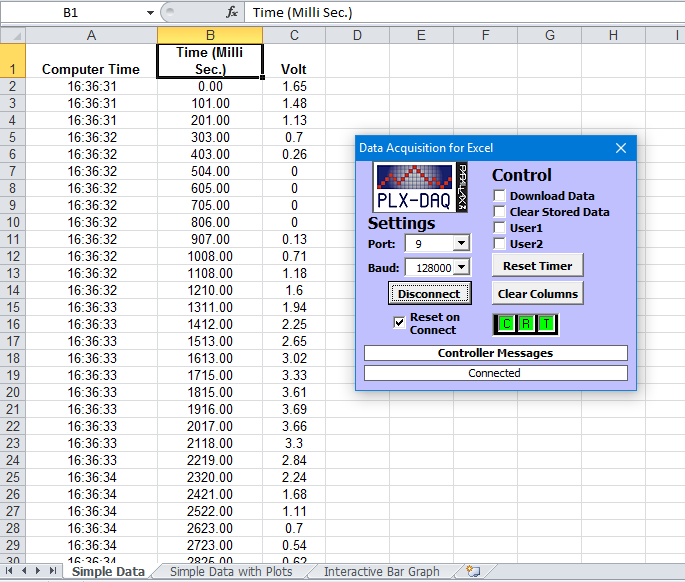 B1 fx Time (Milli Sec.)
A B C D E F G H I
1 Computer Time Time (Milli Sec.) Volt
2 16:36:31 0.00 1.65
3 16:36:31 101.00 1.48
4 16:36:31 201.00 1.13
5 16:36:32 303.00 0.7
6 16:36:32 403.00 0.26
7 16:36:32 504.00 0
8 16:36:32 605.00 0
9 16:36:32 705.00 0
10 16:36:32 806.00 0
11 16:36:32 907.00 0.13
12 16:36:32 1008.00 0.71
13 16:36:32 1108.00 1.18
14 16:36:32 1210.00 1.6
15 16:36:33 1311.00 1.94
16 16:36:33 1412.00 2.25
17 16:36:33 1513.00 2.65
18 16:36:33 1613.00 3.02
19 16:36:33 1715.00 3.33
20 16:36:33 1815.00 3.61
21 16:36:33 1916.00 3.69
22 16:36:33 2017.00 3.66
23 16:36:33 2118.00 3.3
24 16:36:33 2219.00 2.84
25 16:36:34 2320.00 2.24
26 16:36:34 2421.00 1.68
27 16:36:34 2522.00 1.11
28 16:36:34 2623.00 0.7
29 16:36:34 2723.00 0.54
30 16:36:34 2825.00 0.62
Data Acquisition for Excel
PLX-DAQ
PARALLAX
Settings
Port: 9
Baud: 128000
Disconnect
Reset on
Connect
Control
Download Data
Clear Stored Data
User1
User2
Reset Timer
Clear Columns
C R T
Controller Messages
Connected
Simple Data Simple Data with Plots Interactive Bar Graph